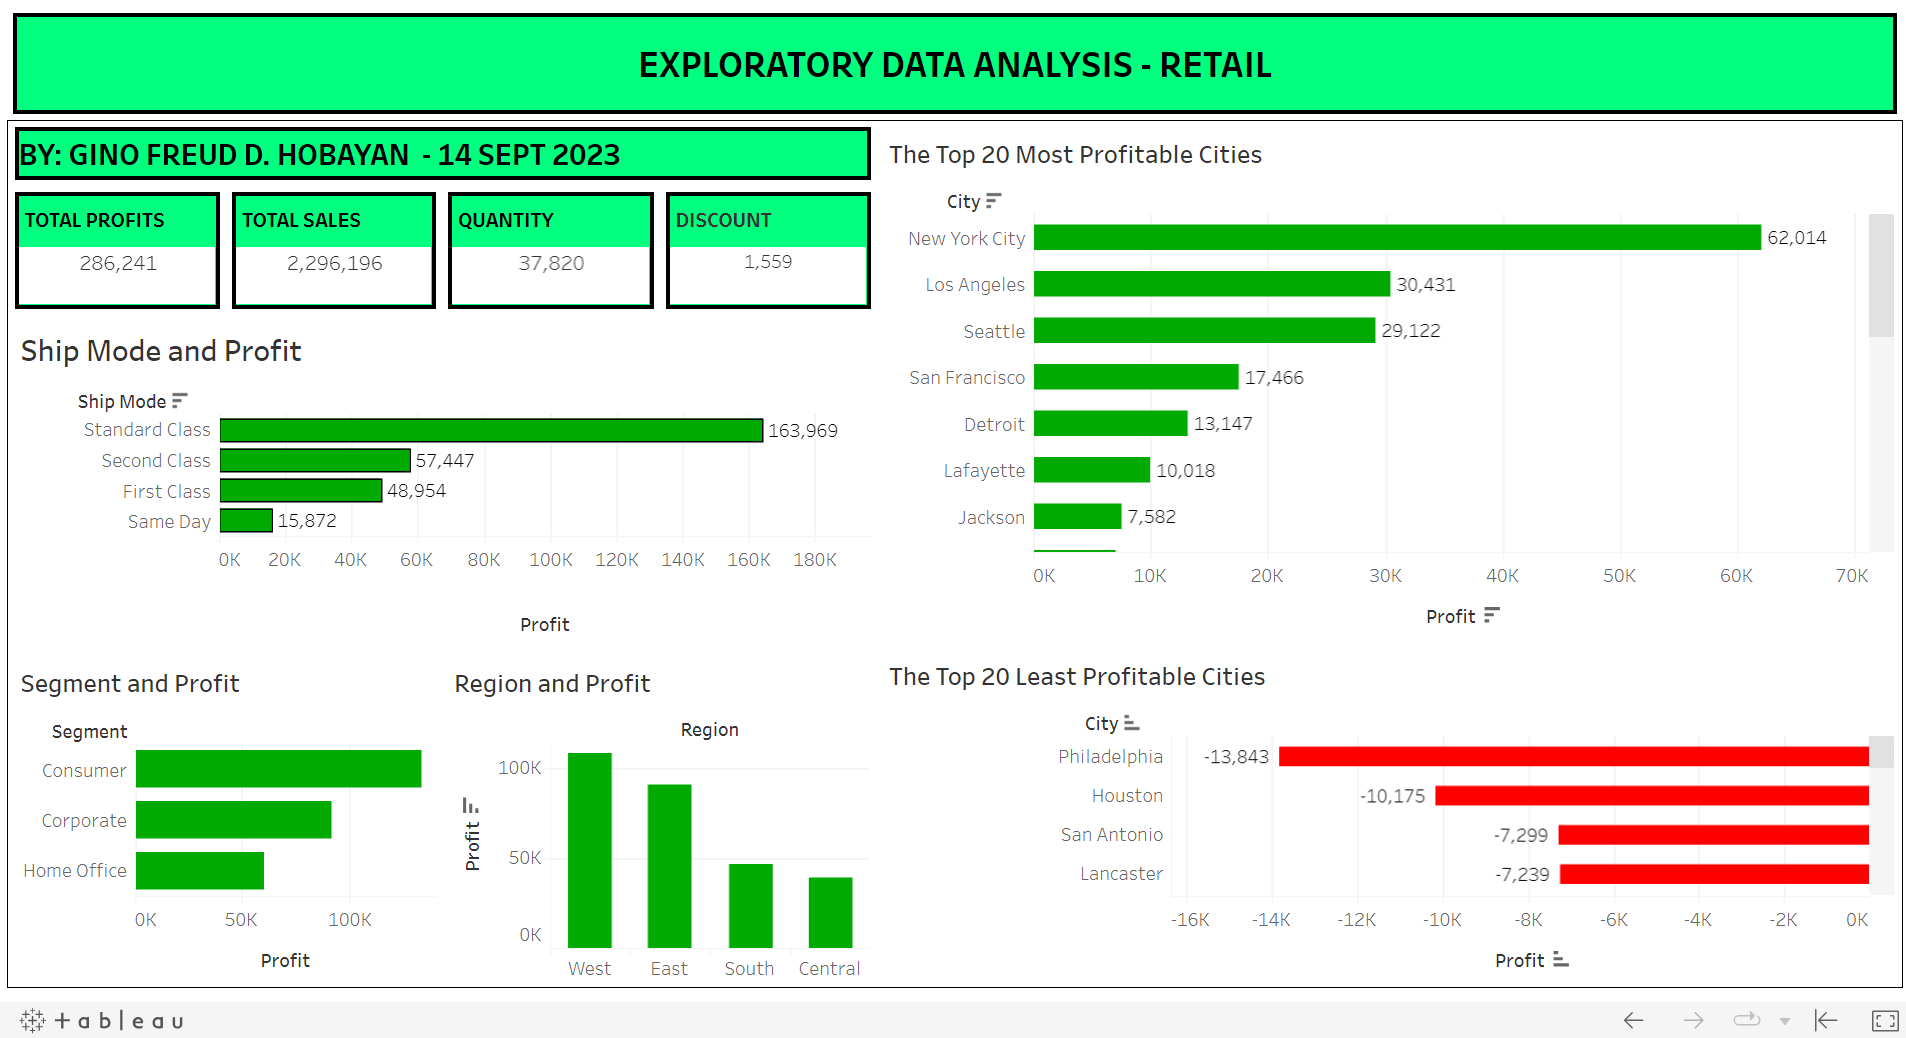 EXPLORATORY DATA ANALYSIS - RETAIL
BY: GINO FREUD D. HOBAYAN - 14 SEPT 2023
TOTAL PROFITS
286,241
TOTAL SALES
2,296,196
QUANTITY
37,820
DISCOUNT
1,559
Ship Mode and Profit
Ship Mode
Standard Class 163,969
Second Class 57,447
First Class 48,954
Same Day 15,872
0K 20K 40K 60K 80K 100K 120K 140K 160K 180K
Profit
Segment and Profit
Segment
Consumer
Corporate
Home Office
0K 50K 100K
Profit
Region and Profit
Region
100K
50K
0K
Profit
West East South Central
The Top 20 Most Profitable Cities
City
New York City 62,014
Los Angeles 30,431
Seattle 29,122
San Francisco 17,466
Detroit 13,147
Lafayette 10,018
Jackson 7,582
0K 10K 20K 30K 40K 50K 60K 70K
Profit
The Top 20 Least Profitable Cities
City
Philadelphia -13,843
Houston -10,175
San Antonio -7,299
Lancaster -7,239
-16K -14K -12K -10K -8K -6K -4K -2K 0K
Profit
+ a b l e a u